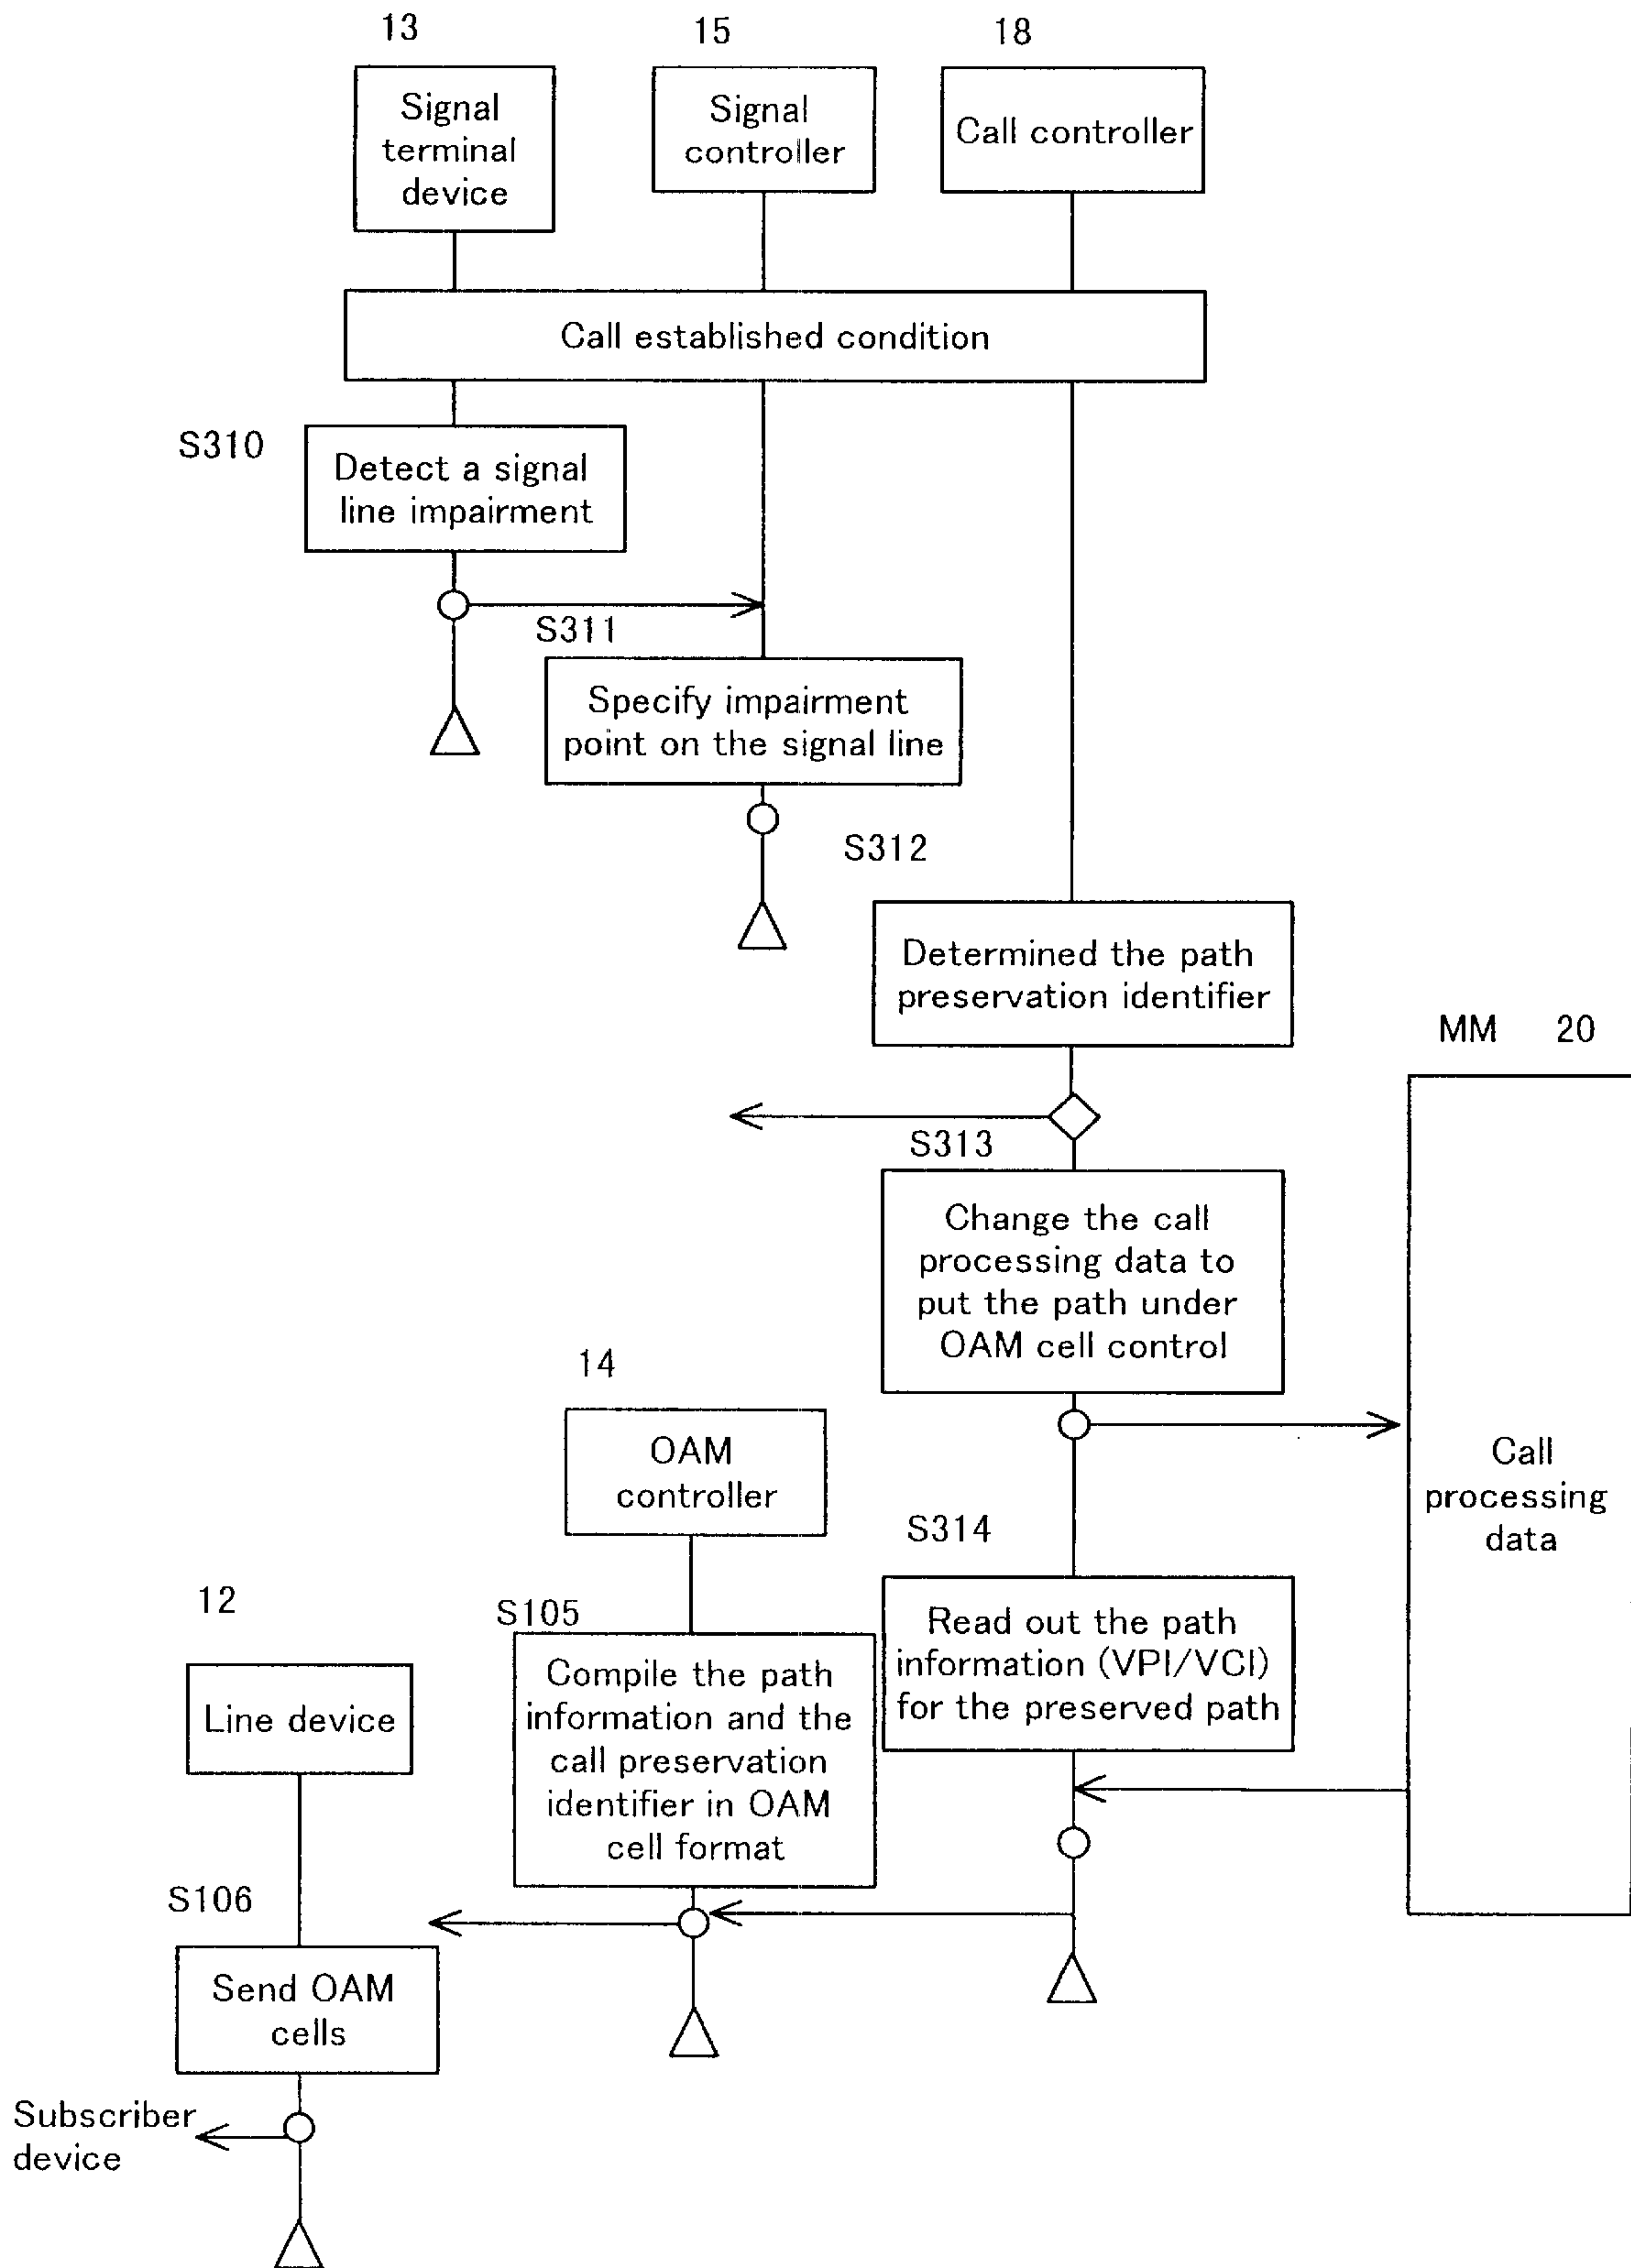 13
15
18
Signal
terminal
device
Signal
controller
Call controller
Call established condition
S310
Detect a signal
line impairment
S311
Specify impairment
point on the signal line
S312
Determined the path
preservation identifier
MM 20
S313
Change the call
processing data to
put the path under
OAM cell control
14
OAM
controller
Call
processing
data
S314
12
S105
Read out the path
information (VPI/VCI)
for the preserved path
Compile the path
information and the
call preservation
identifier in OAM
cell format
Line device
S106
Send OAM
cells
Subscriber
device